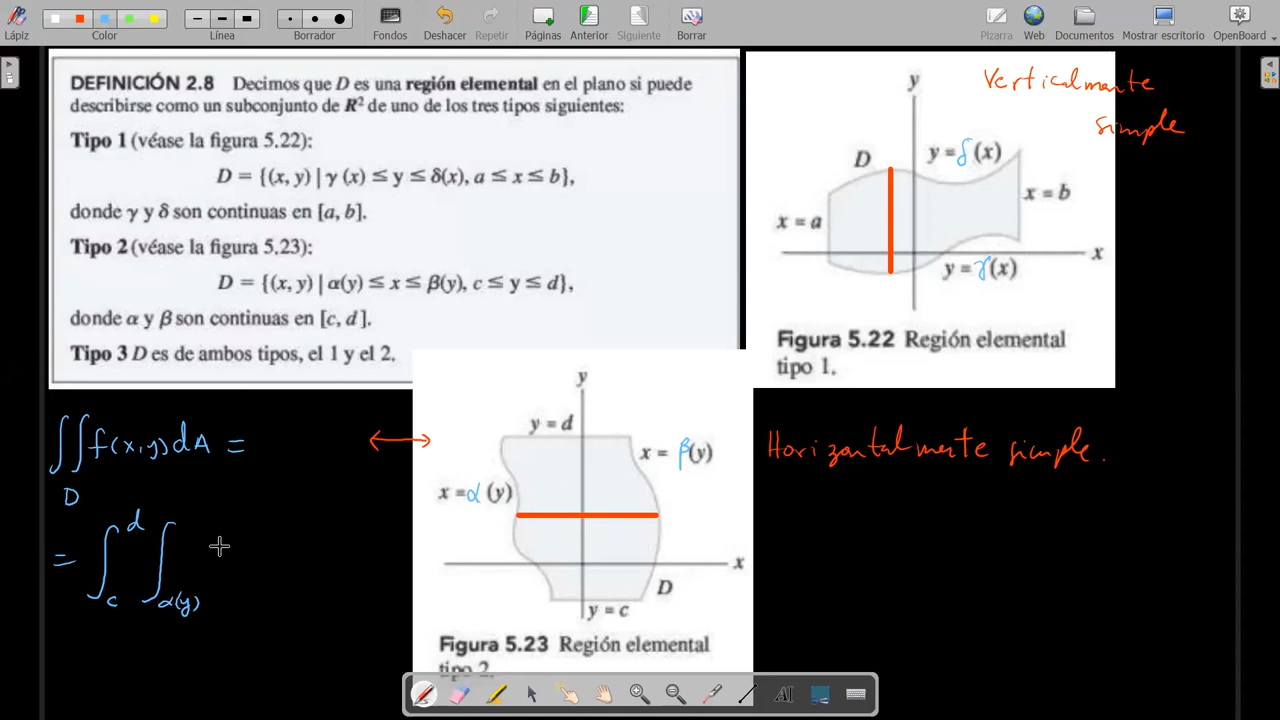 Lápiz
Color
Línea
Borrador
Fondos
Deshacer
Repetir
Páginas
Anterior
Siguiente
Borrar
Pizarra
Web
Documentos
Mostrar escritorio
OpenBoard
DEFINICIÓN 2.8 Decimos que D es una región elemental en el plano si puede
describirse como un subconjunto de R² de uno de los tres tipos siguientes:
Tipo 1 (véase la figura 5.22):
D = {(x, y) | γ (x) ≤ y ≤ δ(x), a ≤ x ≤ b},
donde γ y δ son continuas en [a, b].
Tipo 2 (véase la figura 5.23):
D = {(x, y) | α(y) ≤ x ≤ β(y), c ≤ y ≤ d},
donde α y β son continuas en [c, d].
Tipo 3 D es de ambos tipos, el 1 y el 2.
Verticalmente
simple
y
D
y = δ(x)
x = a
x = b
x
y = γ(x)
Figura 5.22 Región elemental
tipo 1.
∫∫ f(x,y)dA =
D
= ∫ c d ∫ α(y)
y
y = d
x = β(y)
x = α (y)
x
D
y = c
Figura 5.23 Región elemental
tipo 2.
Horizontalmente simple.
AI